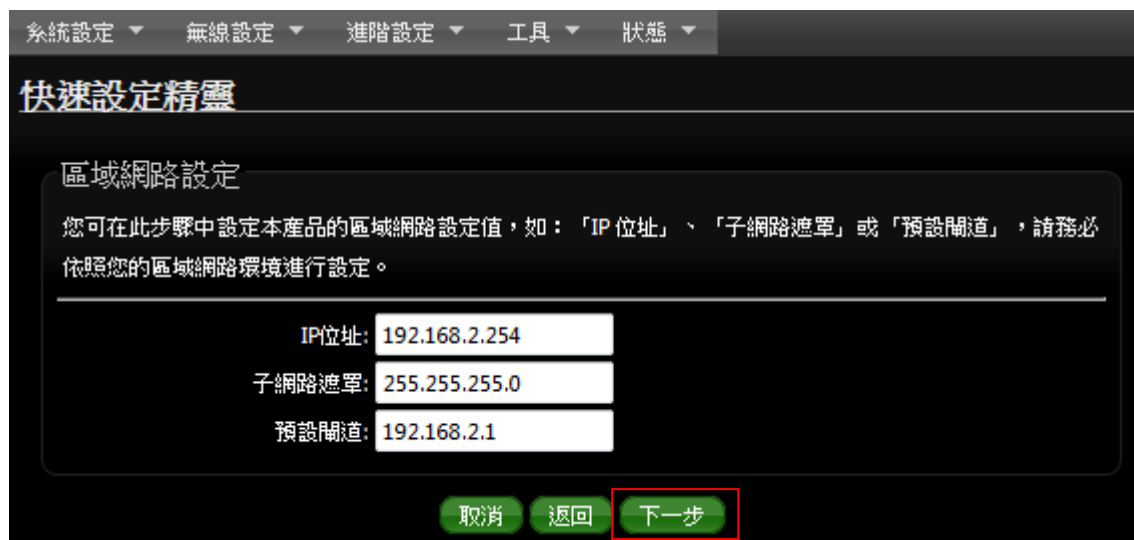 系統設定 無線設定 進階設定 工具 狀態
快速設定精靈
區域網路設定
您可在此步驟中設定本產品的區域網路設定值，如：「IP 位址」、「子網路遮罩」或「預設閘道」，請務必
依照您的區域網路環境進行設定。
IP位址: 192.168.2.254
子網路遮罩: 255.255.255.0
預設閘道: 192.168.2.1
取消 返回 下一步